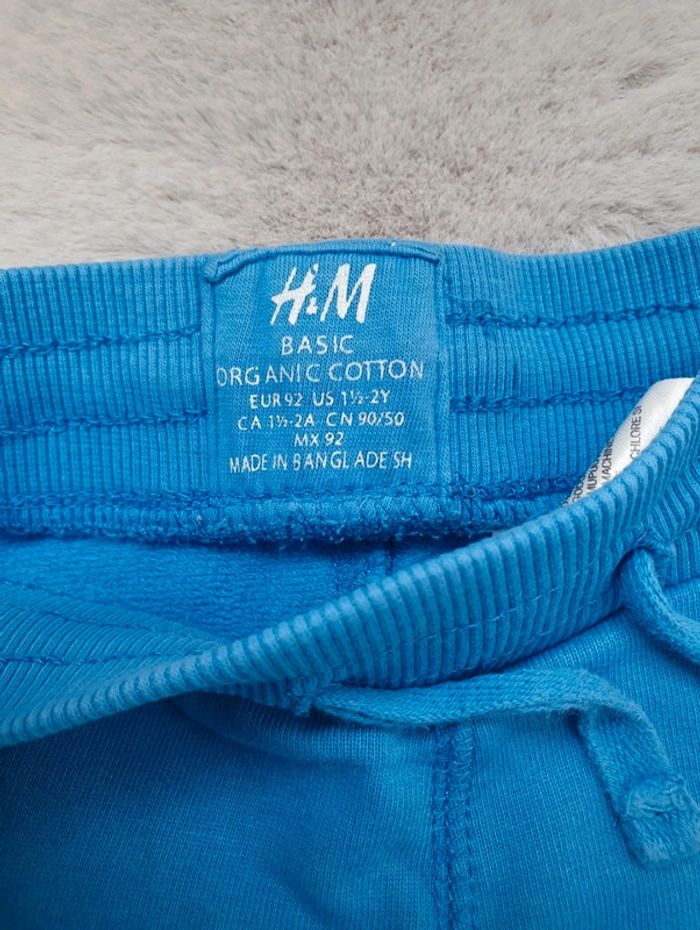 H&M
BASIC
ORGANIC COTTON
EUR 92 US 1½-2Y
CA 1½-2A CN 90/50
MX 92
MADE IN BANGLADESH